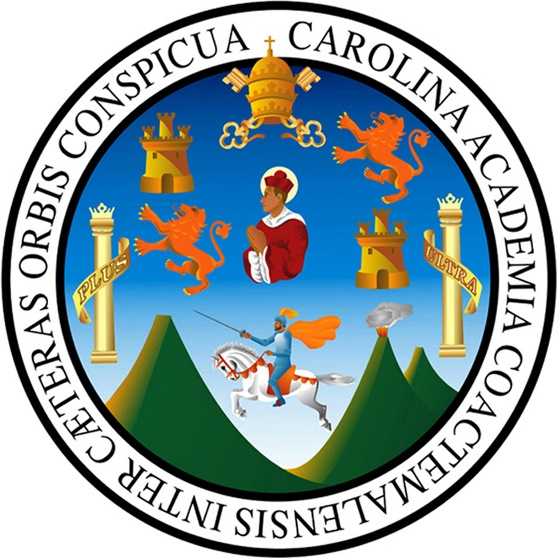 CAROLINA ACADEMIA COACTEMALENSIS INTER CÆTERAS ORBIS CONSPICUA
PLUS
ULTRA